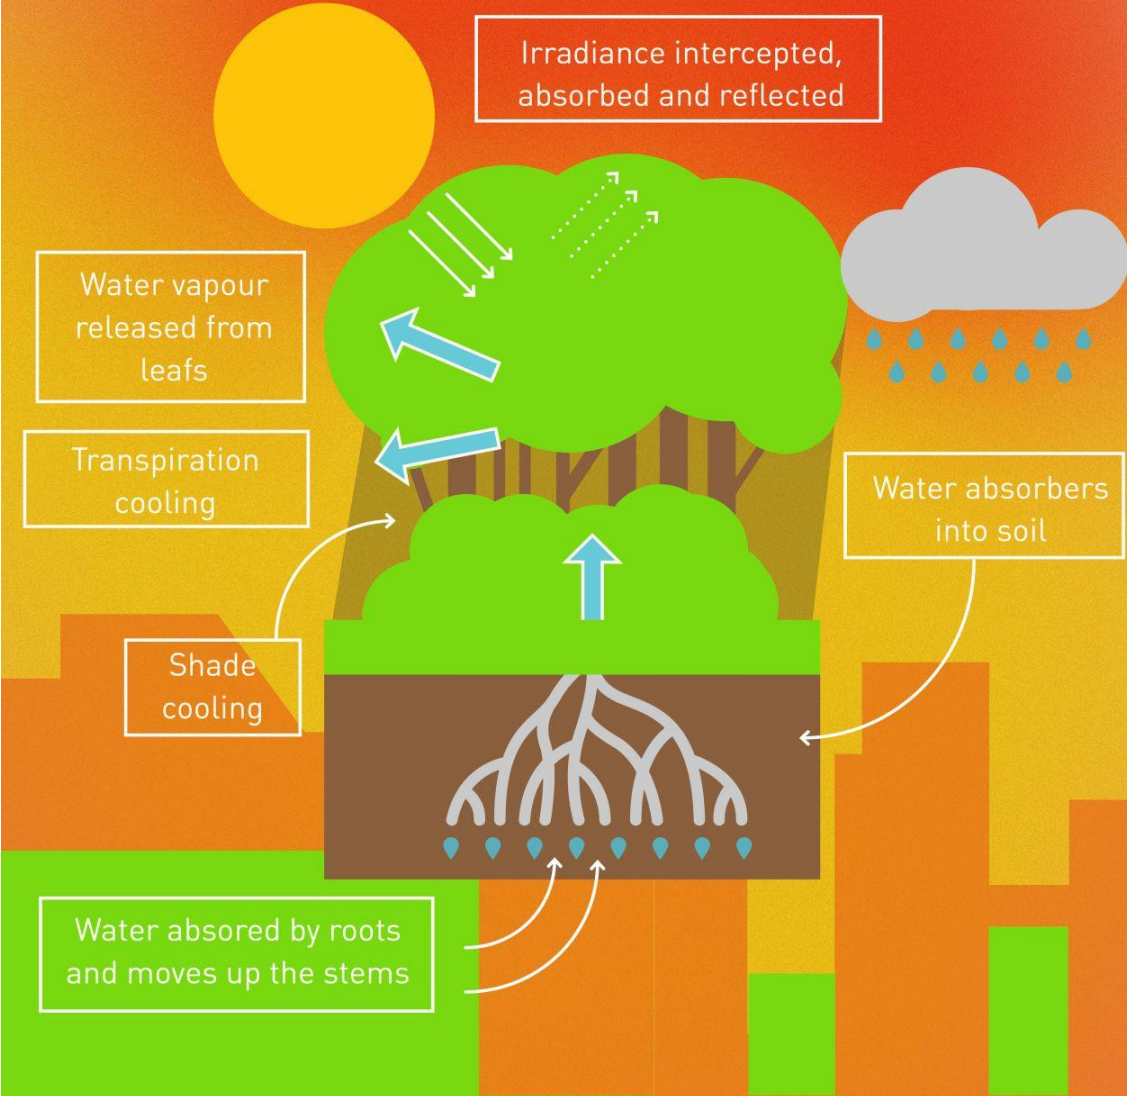 Irradiance intercepted,
absorbed and reflected
Water vapour
released from
leafs
Transpiration
cooling
Water absorbers
into soil
Shade
cooling
Water absored by roots
and moves up the stems